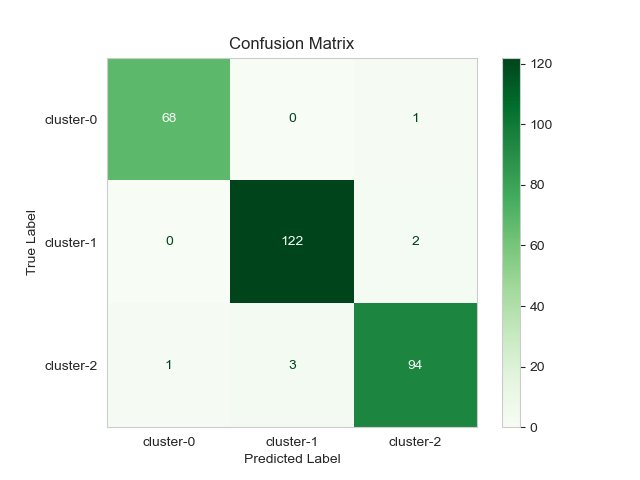 Confusion Matrix
True Label
cluster-0 68 0 1
cluster-1 0 122 2
cluster-2 1 3 94
cluster-0 cluster-1 cluster-2
Predicted Label
120
100
80
60
40
20
0